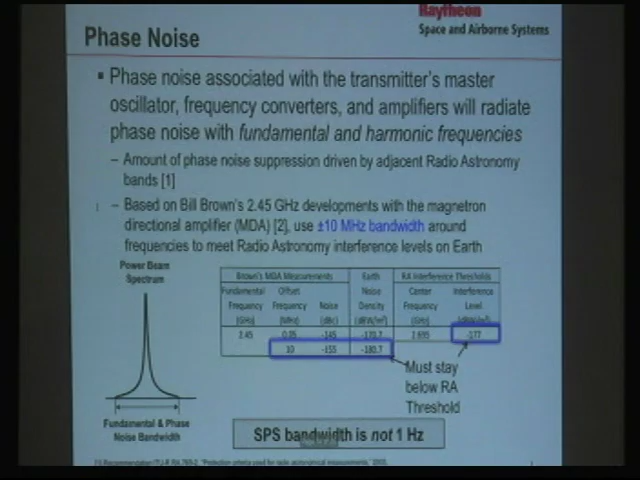 Raytheon
Space and Airborne Systems
Phase Noise
▪ Phase noise associated with the transmitter's master
oscillator, frequency converters, and amplifiers will radiate
phase noise with fundamental and harmonic frequencies
– Amount of phase noise suppression driven by adjacent Radio Astronomy
bands [1]
– Based on Bill Brown's 2.45 GHz developments with the magnetron
directional amplifier (MDA) [2], use ±10 MHz bandwidth around
frequencies to meet Radio Astronomy interference levels on Earth
Power Beam
Spectrum
Brown's MDA Measurements Earth RA Interference Thresholds
Fundamental Offset Noise Center Interference
Frequency Frequency Noise Density Frequency Level
(GHz) (MHz) (dBc) (dBW/m²) (GHz)
2.45 0.05 -145 -170.7 2.695 -177
10 -155 -180.7
Must stay
below RA
Threshold
Fundamental & Phase
Noise Bandwidth
SPS bandwidth is not 1 Hz